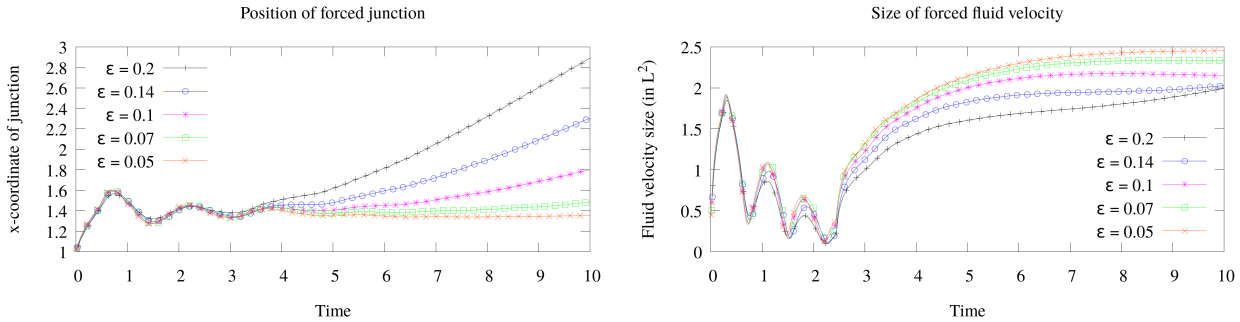 Position of forced junction
x-coordinate of junction
3
2.8
2.6
2.4
2.2
2
1.8
1.6
1.4
1.2
1
ε = 0.2
ε = 0.14
ε = 0.1
ε = 0.07
ε = 0.05
0 1 2 3 4 5 6 7 8 9 10
Time
Size of forced fluid velocity
Fluid velocity size (in L²)
2.5
2
1.5
1
0.5
0
ε = 0.2
ε = 0.14
ε = 0.1
ε = 0.07
ε = 0.05
0 1 2 3 4 5 6 7 8 9 10
Time